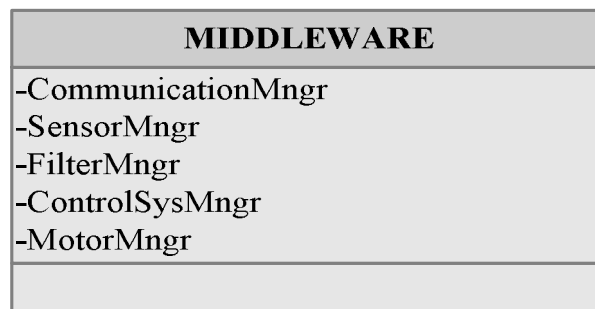 MIDDLEWARE
-CommunicationMngr
-SensorMngr
-FilterMngr
-ControlSysMngr
-MotorMngr